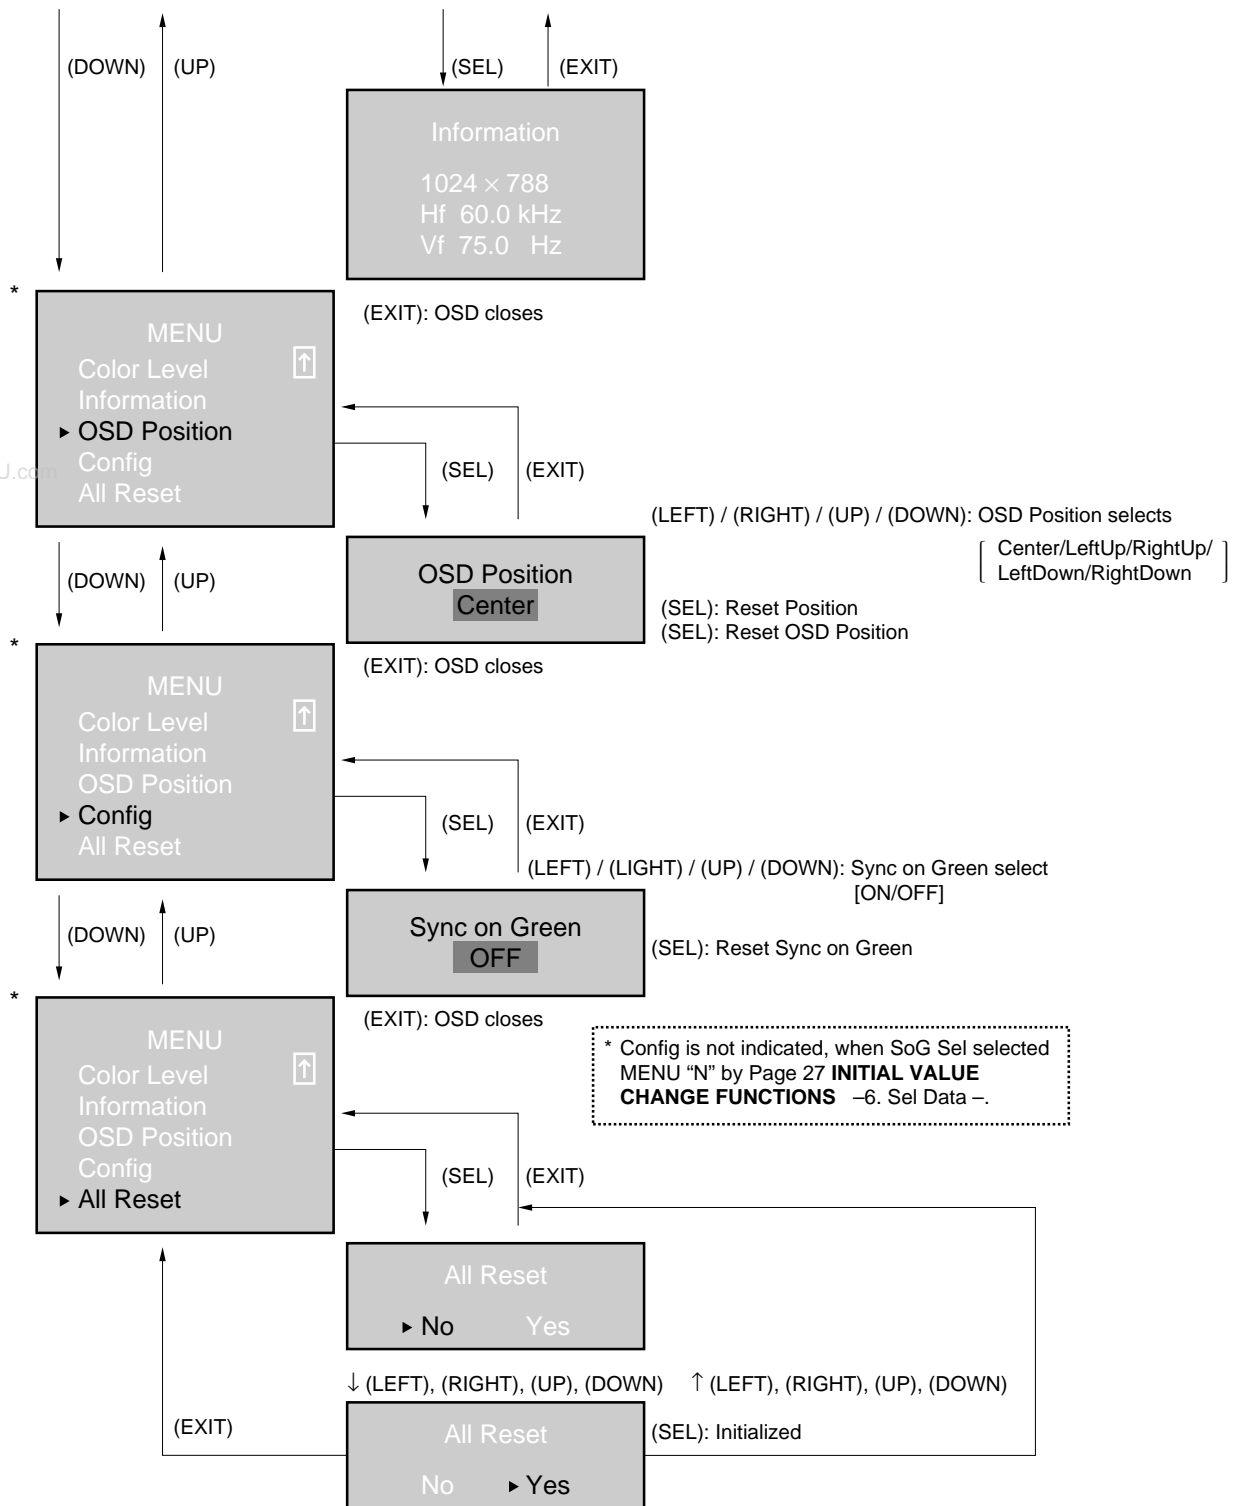 (DOWN) (UP) (SEL) (EXIT)
Information
1024 × 788
Hf 60.0 kHz
Vf 75.0 Hz
(EXIT): OSD closes
*
MENU
Color Level ↑
Information
▶ OSD Position
Config
All Reset
J.com
(SEL) (EXIT)
(LEFT) / (RIGHT) / (UP) / (DOWN): OSD Position selects
[ Center/LeftUp/RightUp/
LeftDown/RightDown ]
(DOWN) (UP)
OSD Position
Center
(SEL): Reset Position
(SEL): Reset OSD Position
(EXIT): OSD closes
*
MENU
Color Level ↑
Information
OSD Position
▶ Config
All Reset
(SEL) (EXIT)
(LEFT) / (LIGHT) / (UP) / (DOWN): Sync on Green select
[ON/OFF]
(DOWN) (UP)
Sync on Green
OFF
(SEL): Reset Sync on Green
(EXIT): OSD closes
*
MENU
Color Level ↑
Information
OSD Position
Config
▶ All Reset
* Config is not indicated, when SoG Sel selected
MENU “N” by Page 27 INITIAL VALUE
CHANGE FUNCTIONS –6. Sel Data –.
(SEL) (EXIT)
All Reset
▶ No Yes
↓ (LEFT), (RIGHT), (UP), (DOWN) ↑ (LEFT), (RIGHT), (UP), (DOWN)
(EXIT)
All Reset
No ▶ Yes
(SEL): Initialized